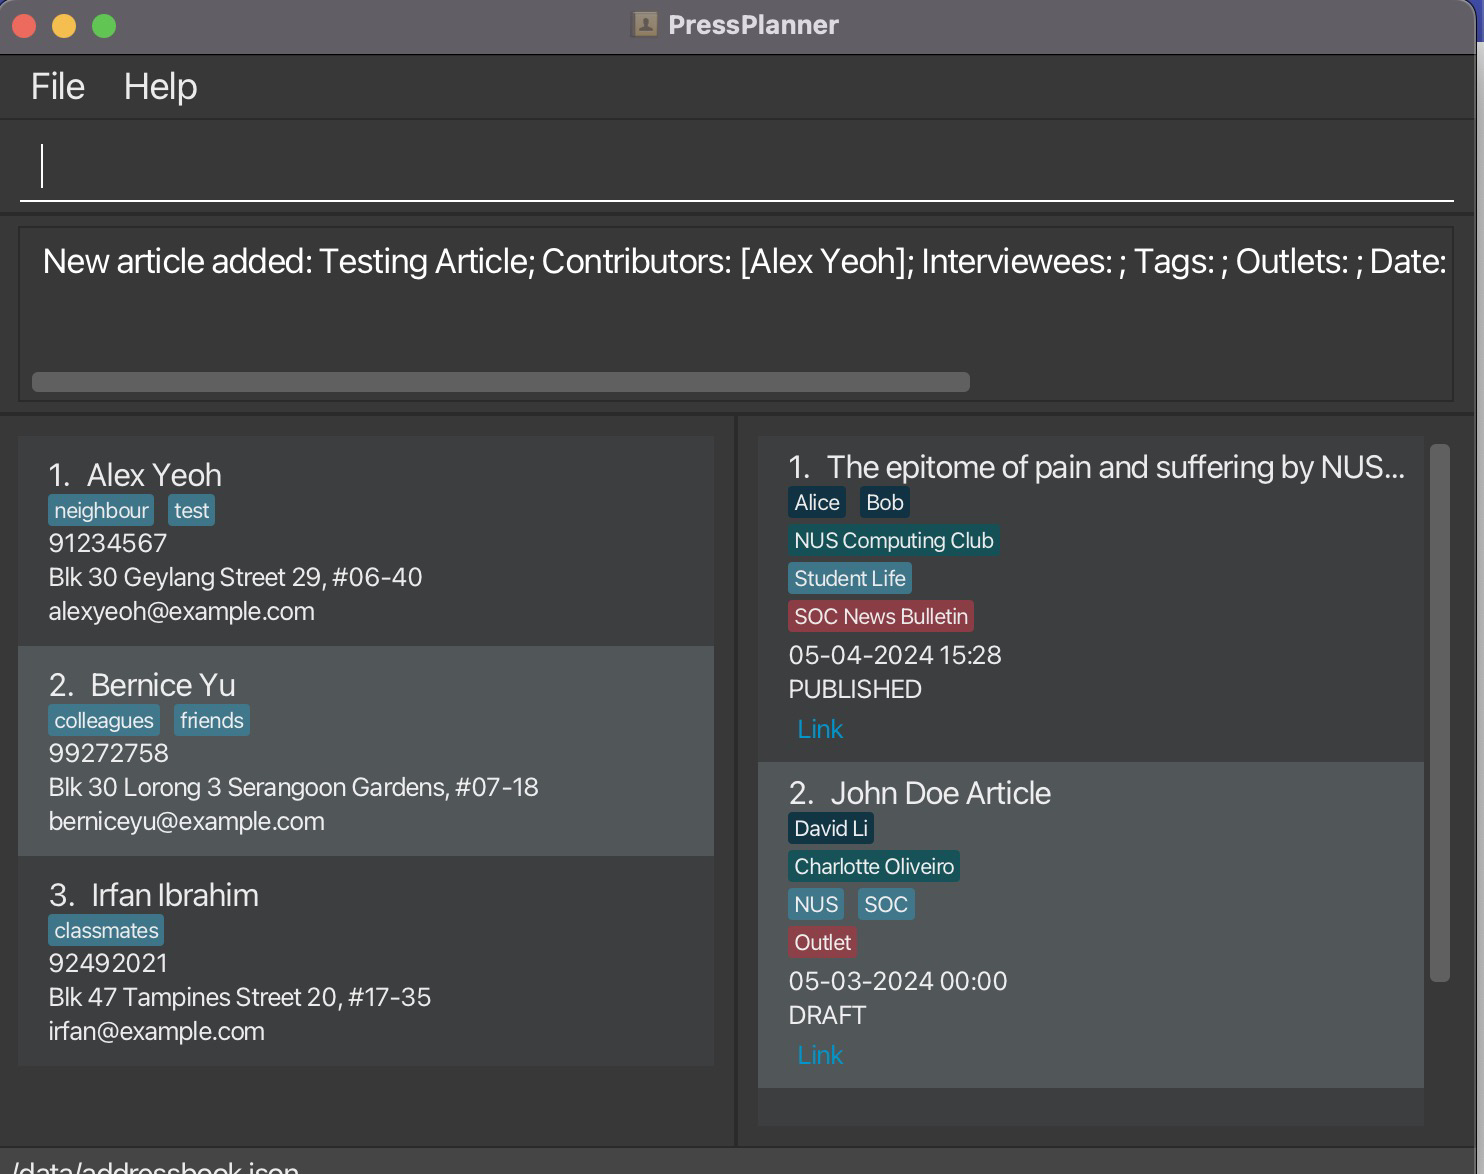 PressPlanner
File Help
New article added: Testing Article; Contributors: [Alex Yeoh]; Interviewees: ; Tags: ; Outlets: ; Date:
1. Alex Yeoh
neighbour test
91234567
Blk 30 Geylang Street 29, #06-40
alexyeoh@example.com
2. Bernice Yu
colleagues friends
99272758
Blk 30 Lorong 3 Serangoon Gardens, #07-18
berniceyu@example.com
3. Irfan Ibrahim
classmates
92492021
Blk 47 Tampines Street 20, #17-35
irfan@example.com
1. The epitome of pain and suffering by NUS...
Alice Bob
NUS Computing Club
Student Life
SOC News Bulletin
05-04-2024 15:28
PUBLISHED
Link
2. John Doe Article
David Li
Charlotte Oliveiro
NUS SOC
Outlet
05-03-2024 00:00
DRAFT
Link
/data/addressbook.json